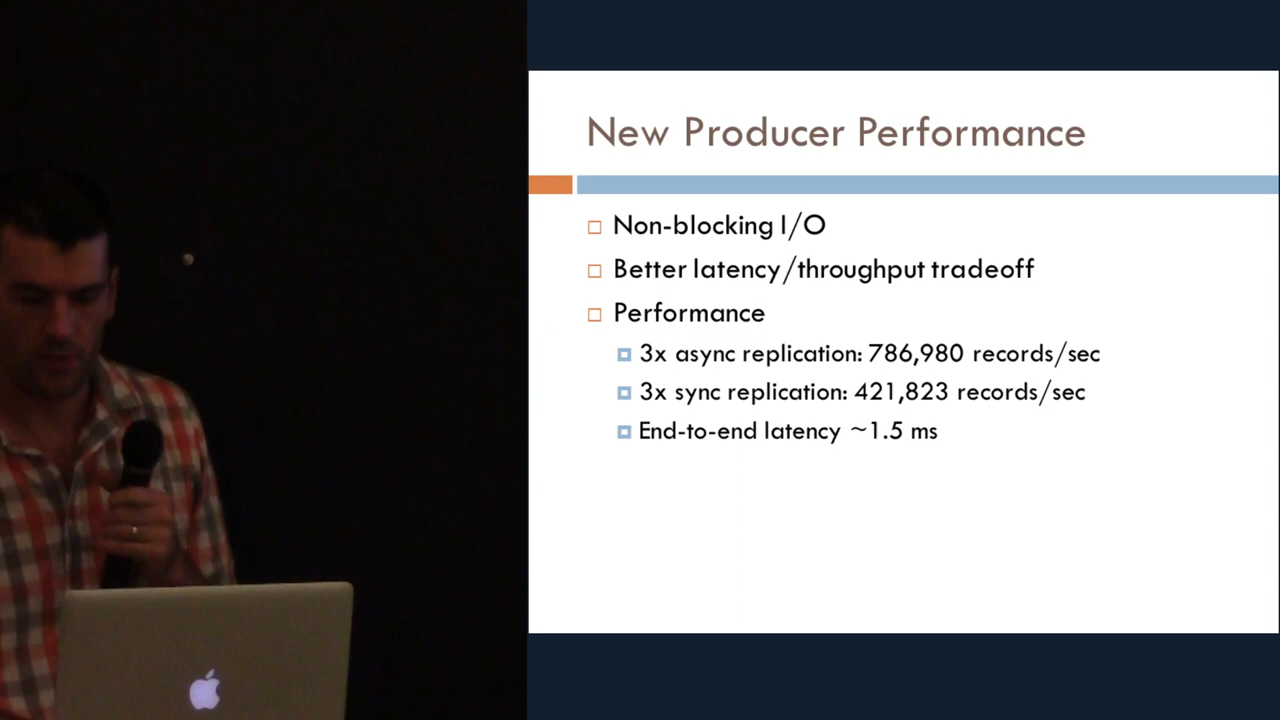 New Producer Performance
Non-blocking I/O
Better latency/throughput tradeoff
Performance
3x async replication: 786,980 records/sec
3x sync replication: 421,823 records/sec
End-to-end latency ~1.5 ms